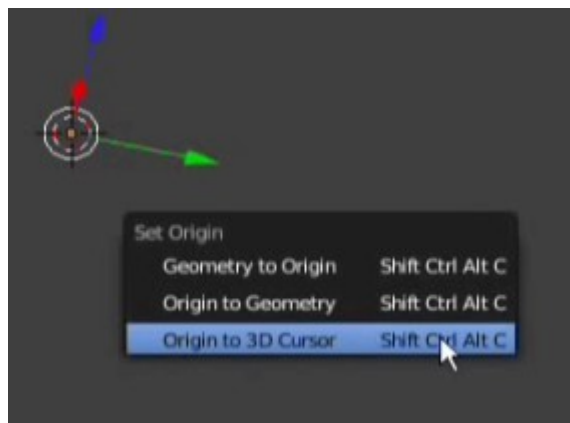 Set Origin
Geometry to Origin Shift Ctrl Alt C
Origin to Geometry Shift Ctrl Alt C
Origin to 3D Cursor Shift Ctrl Alt C